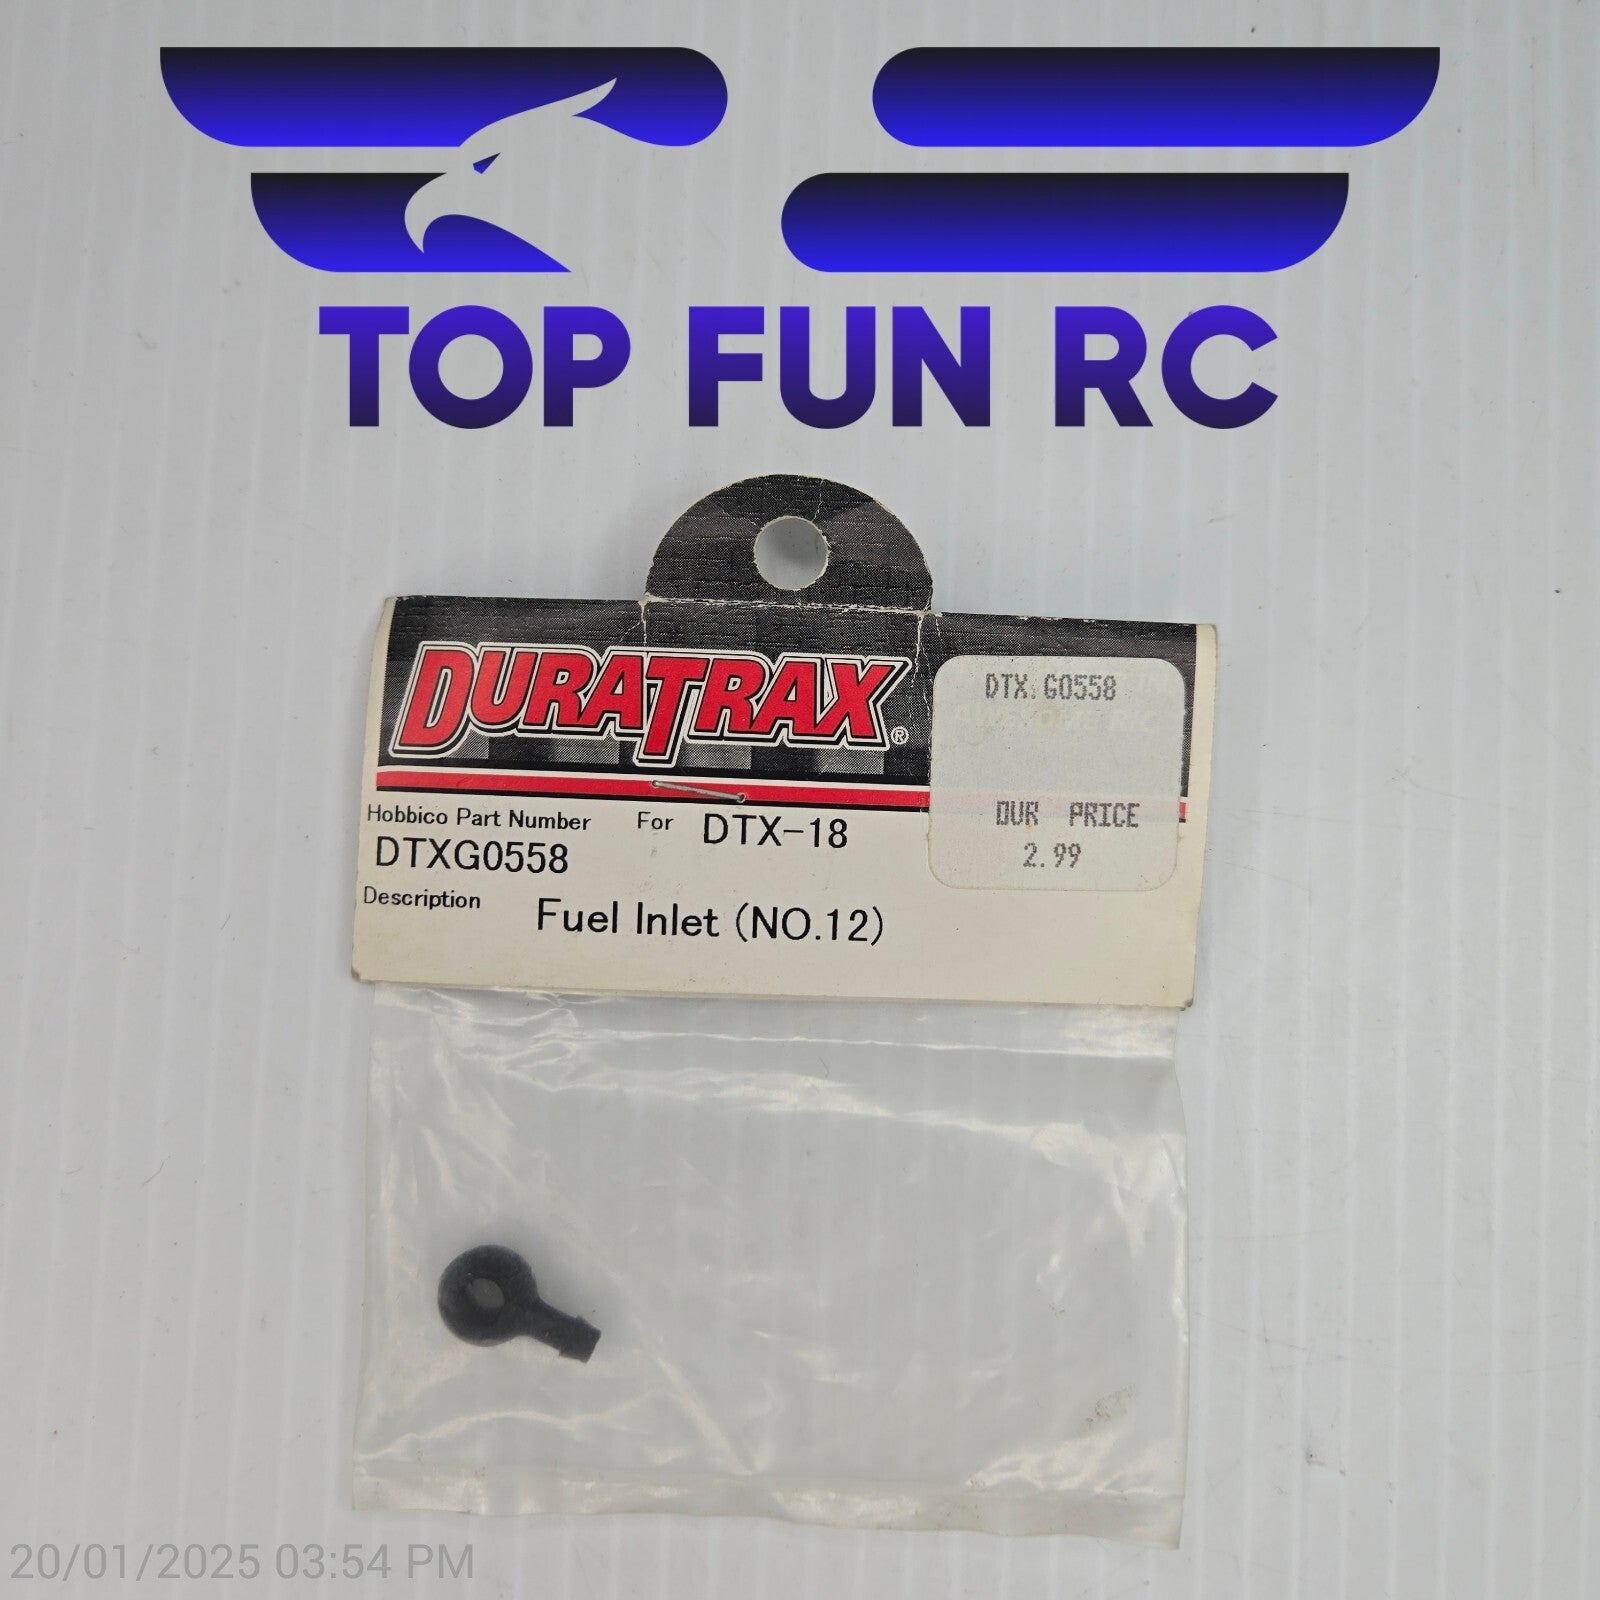 TOP FUN RC
DURATRAX®
DTX.G0558
Hobbico Part Number
For DTX-18
DTXG0558
OUR PRICE
2.99
Description
Fuel Inlet (NO.12)
20/01/2025 03:54 PM